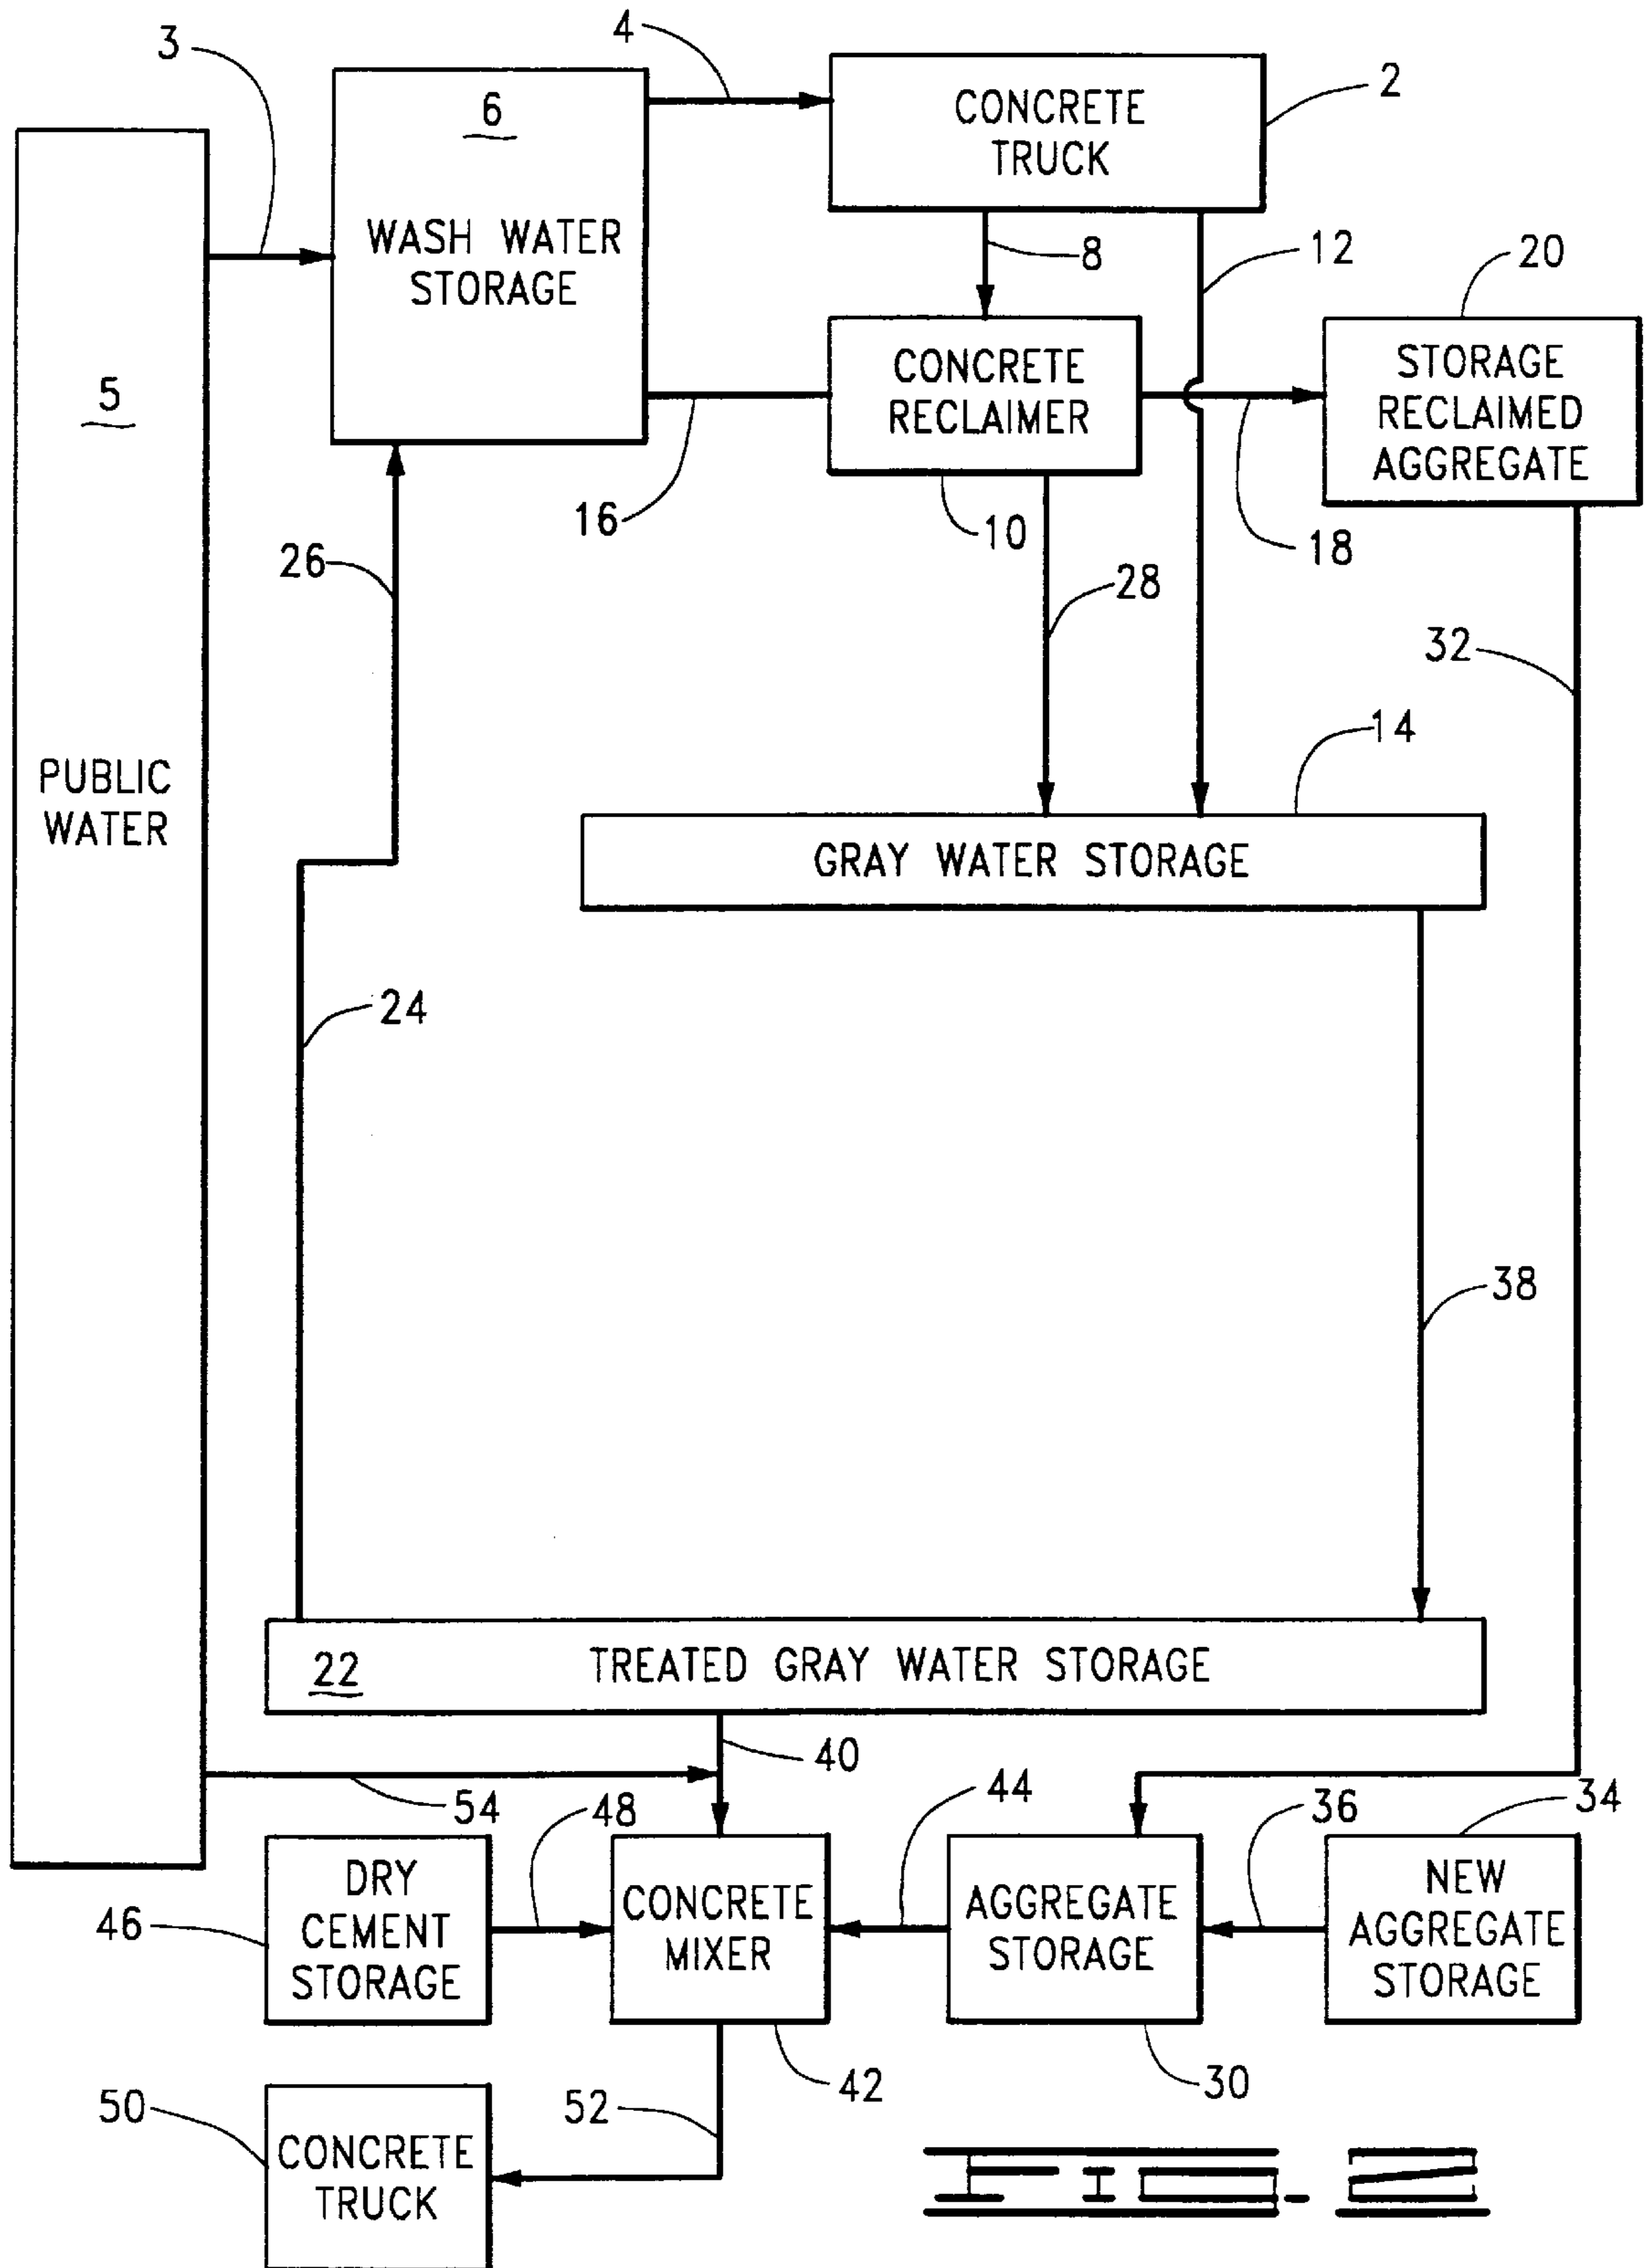 3
4
6
CONCRETE
TRUCK
2
WASH WATER
STORAGE
8
12
20
5
CONCRETE
RECLAIMER
STORAGE
RECLAIMED
AGGREGATE
16
10
18
26
28
32
14
PUBLIC
WATER
GRAY WATER STORAGE
24
38
22
TREATED GRAY WATER STORAGE
40
54
48
44
36
34
DRY
CEMENT
STORAGE
46
CONCRETE
MIXER
AGGREGATE
STORAGE
NEW
AGGREGATE
STORAGE
42
30
50
52
CONCRETE
TRUCK